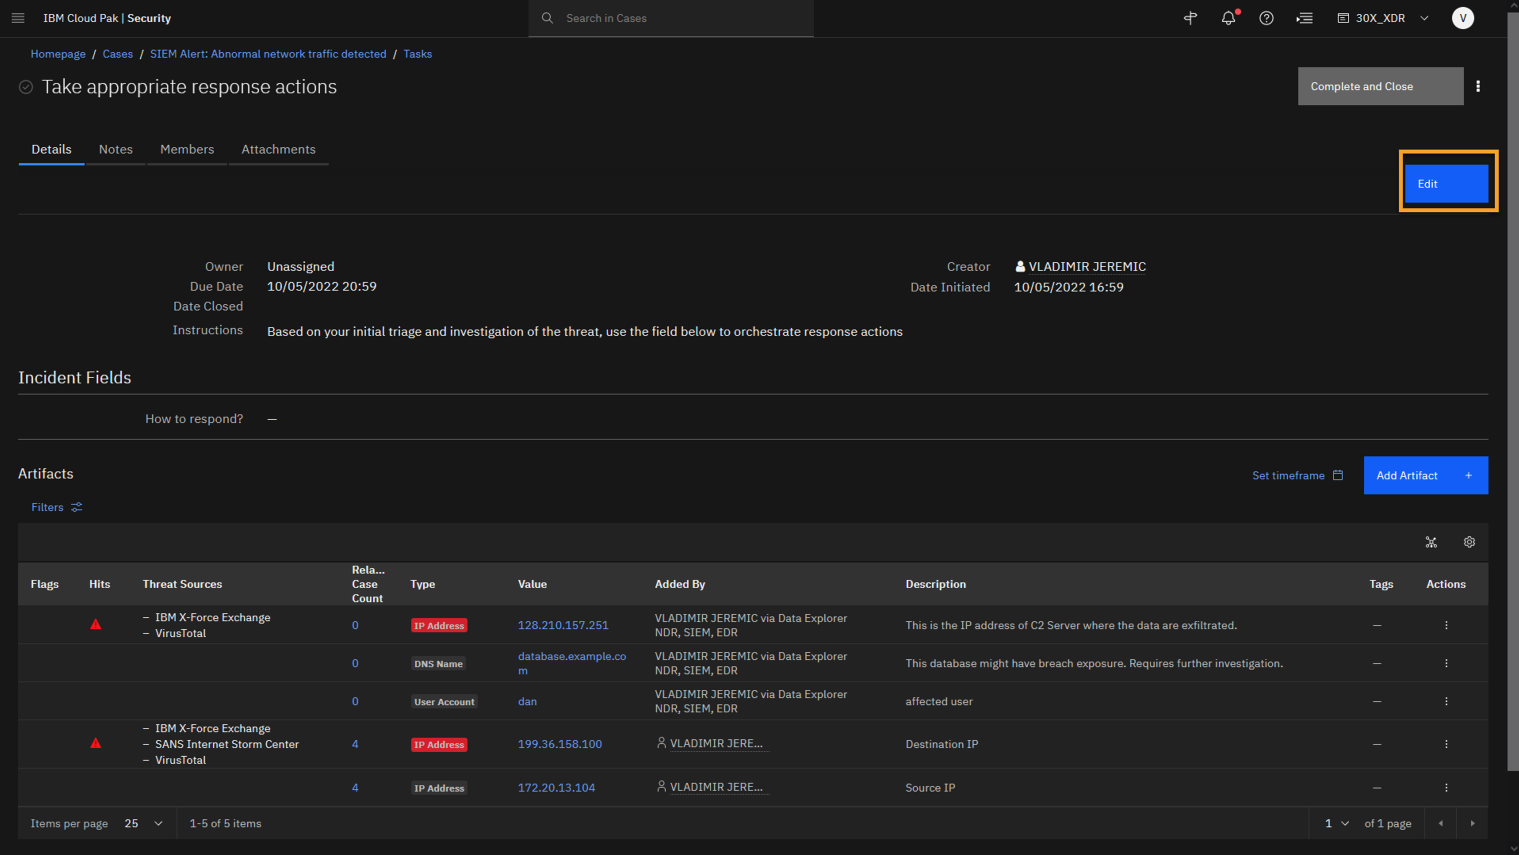 IBM Cloud Pak | Security
Search in Cases
30X_XDR
V
Homepage / Cases / SIEM Alert: Abnormal network traffic detected / Tasks
Take appropriate response actions
Complete and Close
Details Notes Members Attachments
Edit
Owner Unassigned
Creator VLADIMIR JEREMIC
Due Date 10/05/2022 20:59
Date Initiated 10/05/2022 16:59
Date Closed
Instructions Based on your initial triage and investigation of the threat, use the field below to orchestrate response actions
Incident Fields
How to respond? —
Artifacts
Set timeframe
Add Artifact +
Filters
Flags Hits Threat Sources Rela... Case Count Type Value Added By Description Tags Actions
– IBM X-Force Exchange
– VirusTotal
0 IP Address 128.210.157.251
VLADIMIR JEREMIC via Data Explorer
NDR, SIEM, EDR
This is the IP address of C2 Server where the data are exfiltrated. —
0 DNS Name
database.example.co
m
VLADIMIR JEREMIC via Data Explorer
NDR, SIEM, EDR
This database might have breach exposure. Requires further investigation. —
0 User Account dan
VLADIMIR JEREMIC via Data Explorer
NDR, SIEM, EDR
affected user —
– IBM X-Force Exchange
– SANS Internet Storm Center
– VirusTotal
4 IP Address 199.36.158.100 VLADIMIR JERE... Destination IP —
4 IP Address 172.20.13.104 VLADIMIR JERE... Source IP —
Items per page 25 1-5 of 5 items
1 of 1 page